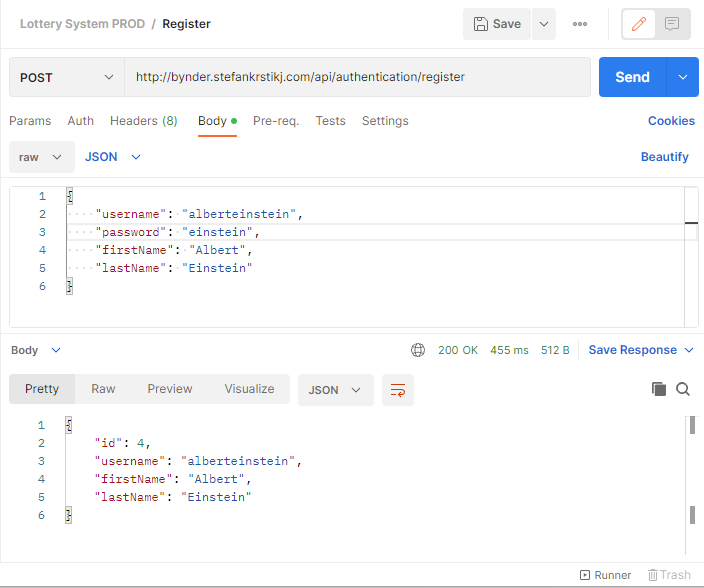 Lottery System PROD / Register Save
POST http://bynder.stefankrstikj.com/api/authentication/register Send
Params Auth Headers (8) Body Pre-req. Tests Settings Cookies
raw JSON Beautify
1 {
2 "username": "alberteinstein",
3 "password": "einstein",
4 "firstName": "Albert",
5 "lastName": "Einstein"
6 }
Body 200 OK 455 ms 512 B Save Response
Pretty Raw Preview Visualize JSON
1 {
2 "id": 4,
3 "username": "alberteinstein",
4 "firstName": "Albert",
5 "lastName": "Einstein"
6 }
Runner Trash